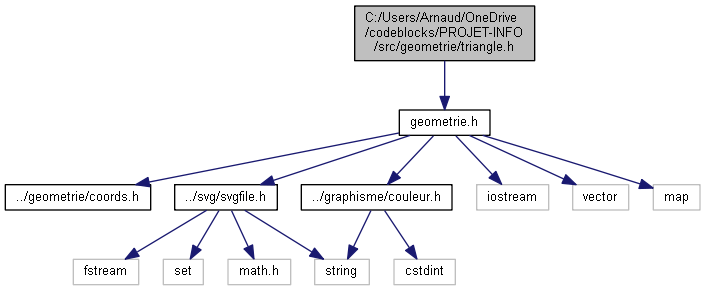 C:/Users/Arnaud/OneDrive
/codeblocks/PROJET-INFO
/src/geometrie/triangle.h
geometrie.h
../geometrie/coords.h
../svg/svgfile.h
../graphisme/couleur.h
iostream
vector
map
fstream
set
math.h
string
cstdint